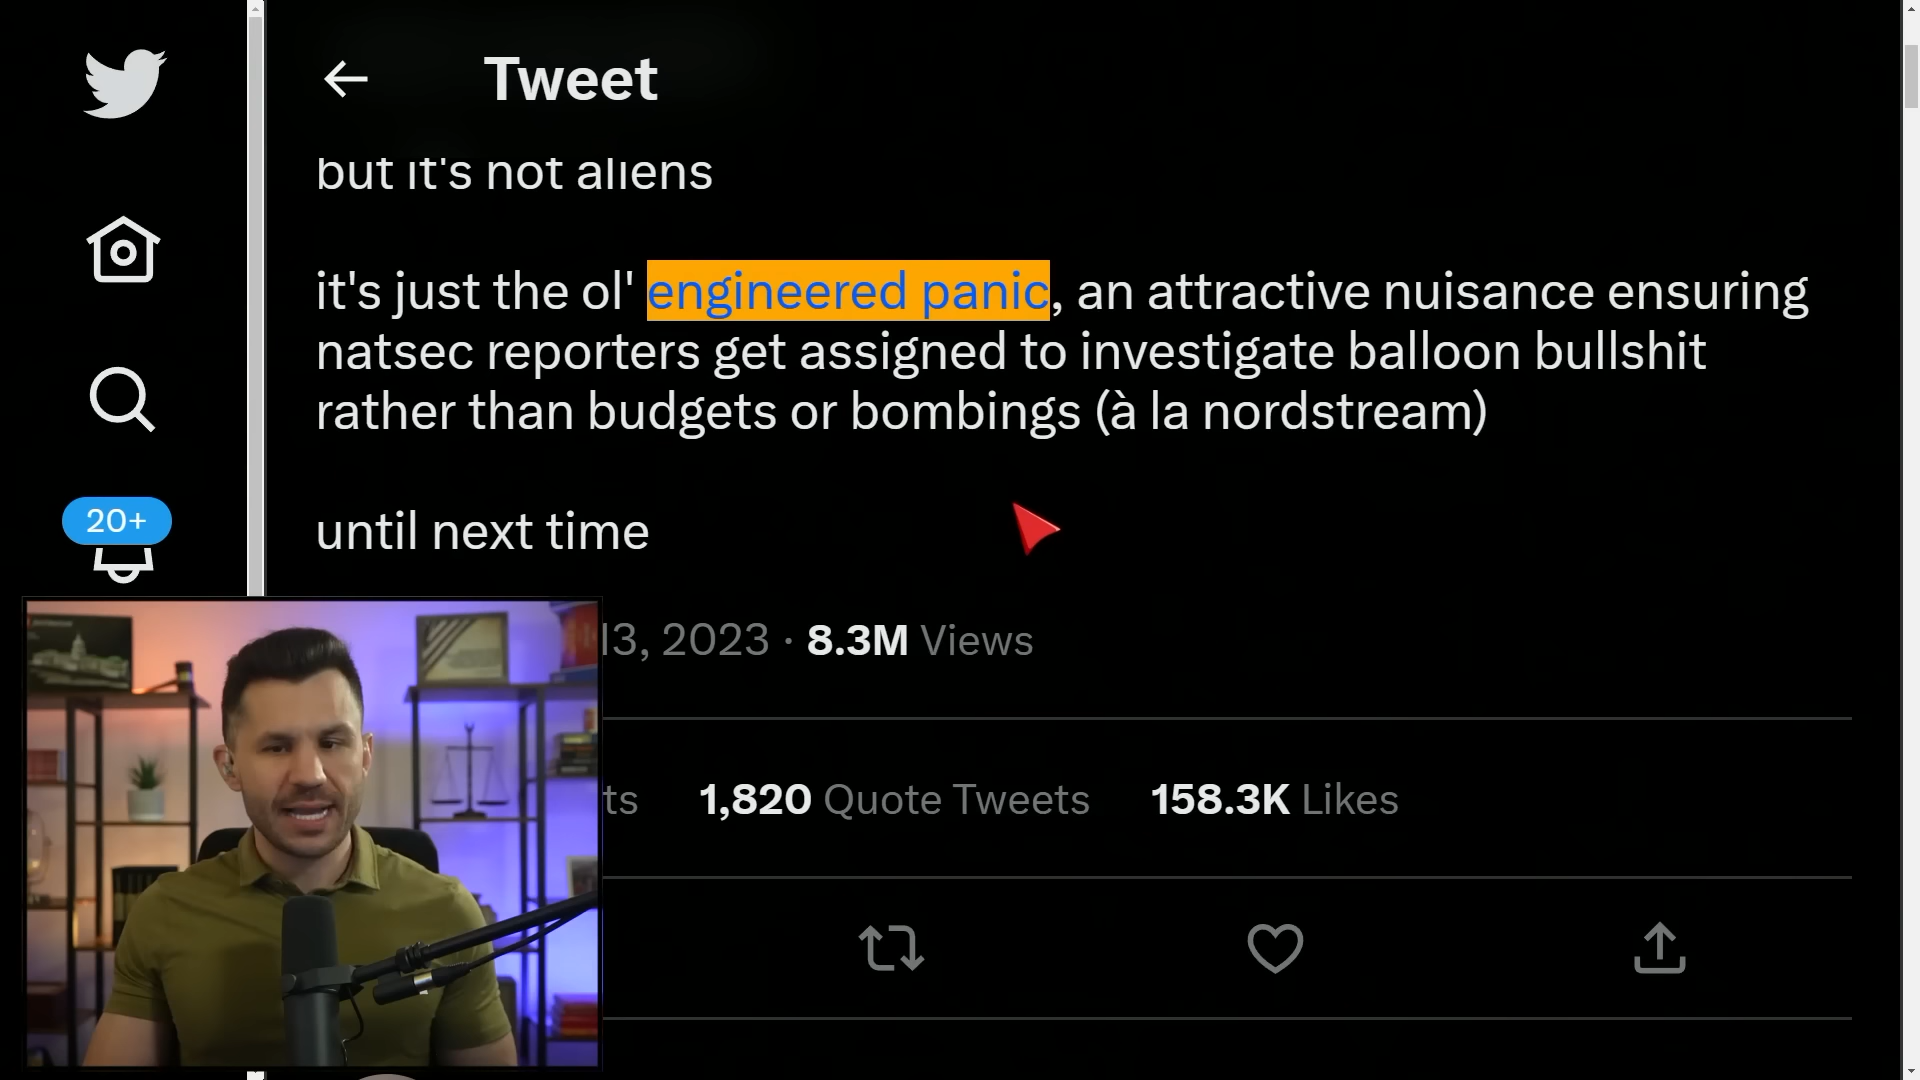 Tweet
but it's not aliens
it's just the ol' engineered panic, an attractive nuisance ensuring
natsec reporters get assigned to investigate balloon bullshit
rather than budgets or bombings (à la nordstream)
20+
until next time
13, 2023 · 8.3M Views
ts 1,820 Quote Tweets 158.3K Likes